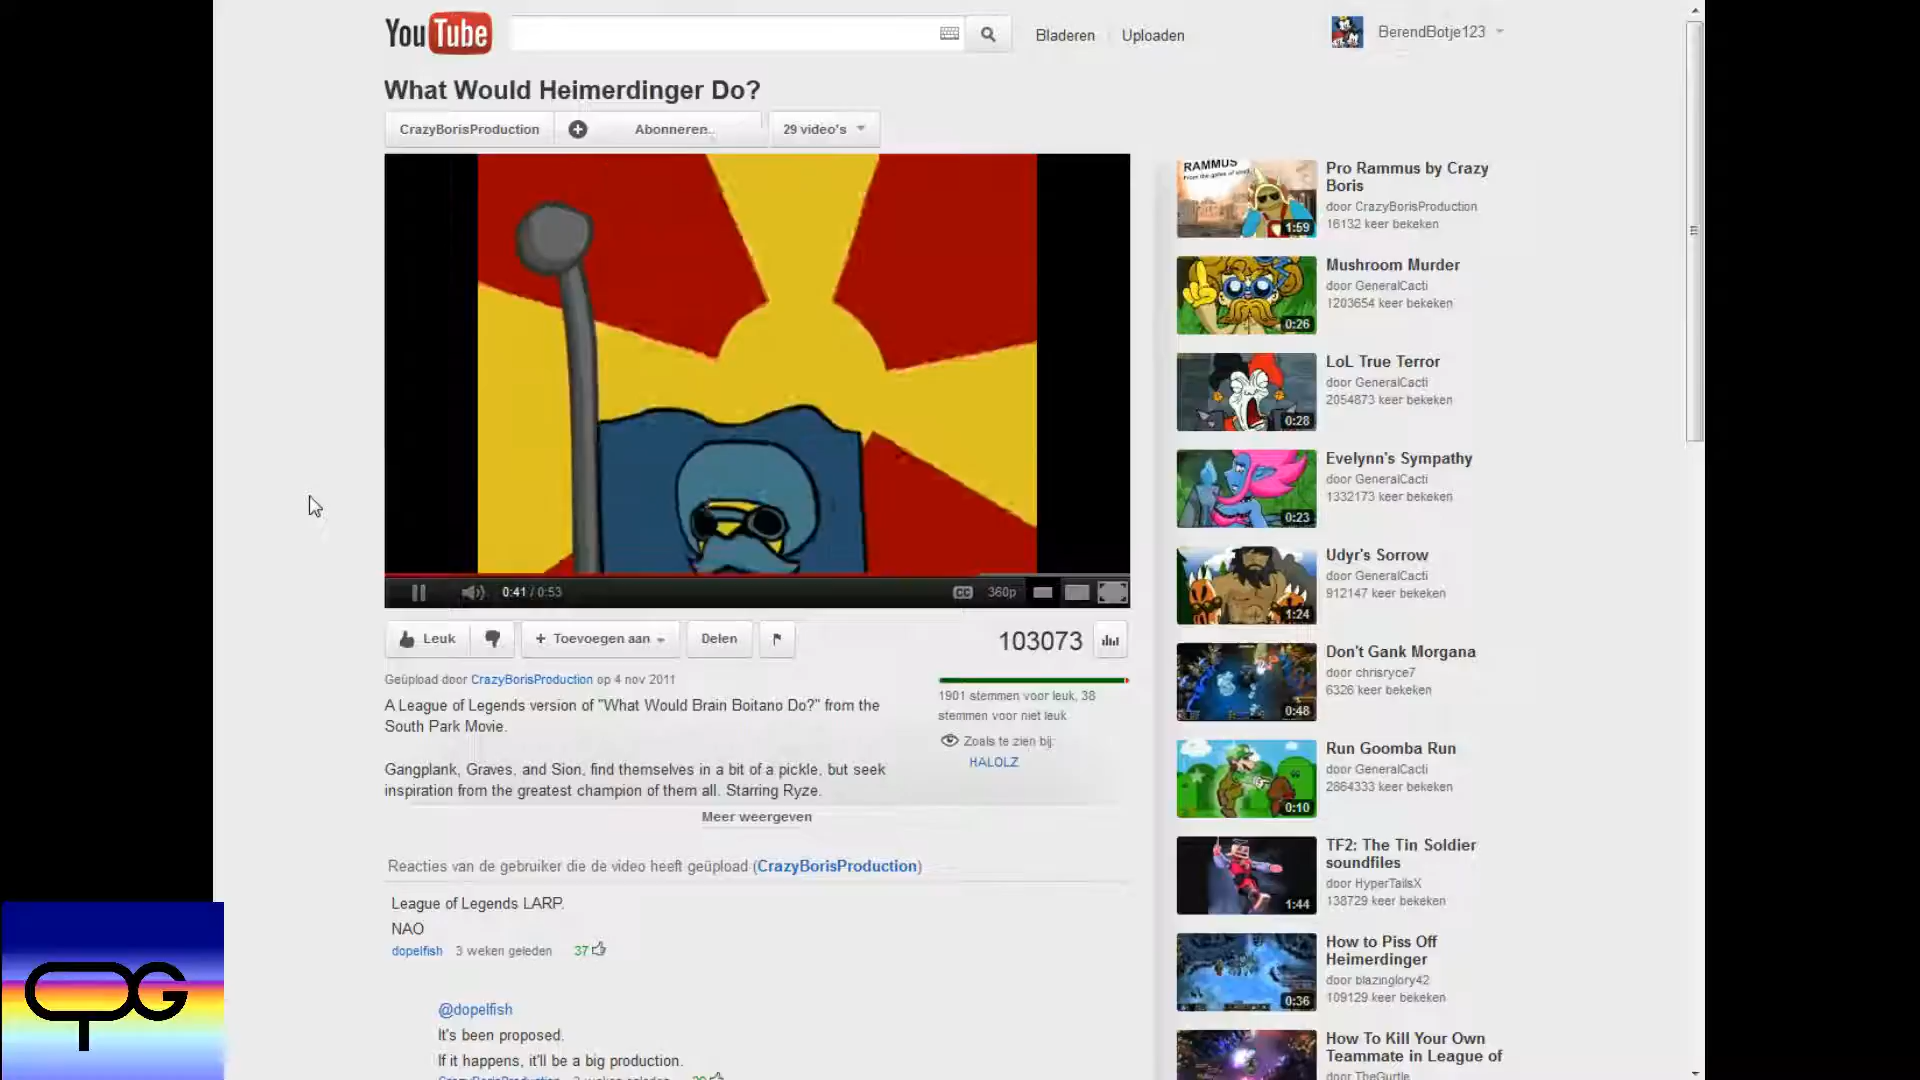 YouTube
Bladeren
Uploaden
BerendBotje123
What Would Heimerdinger Do?
CrazyBorisProduction
Abonneren..
29 video's
0:41 / 0:53
CC
360p
Leuk
+ Toevoegen aan
Delen
103073
Geüpload door CrazyBorisProduction op 4 nov 2011
A League of Legends version of "What Would Brain Boitano Do?" from the
South Park Movie.
Gangplank, Graves, and Sion, find themselves in a bit of a pickle, but seek
inspiration from the greatest champion of them all. Starring Ryze.
1901 stemmen voor leuk, 38
stemmen voor niet leuk
Zoals te zien bij:
HALOLZ
Meer weergeven
Reacties van de gebruiker die de video heeft geüpload (CrazyBorisProduction)
League of Legends LARP.
NAO
dopelfish 3 weken geleden 37
@dopelfish
It's been proposed.
If it happens, it'll be a big production.
CrazyBorisProduction 3 weken geleden
RAMMUS
1:59
Pro Rammus by Crazy
Boris
door CrazyBorisProduction
16132 keer bekeken
0:26
Mushroom Murder
door GeneralCacti
1203654 keer bekeken
0:28
LoL True Terror
door GeneralCacti
2054873 keer bekeken
0:23
Evelynn's Sympathy
door GeneralCacti
1332173 keer bekeken
1:24
Udyr's Sorrow
door GeneralCacti
912147 keer bekeken
0:48
Don't Gank Morgana
door chrisryce7
6326 keer bekeken
0:10
Run Goomba Run
door GeneralCacti
2864333 keer bekeken
1:44
TF2: The Tin Soldier
soundfiles
door HyperTailsX
138729 keer bekeken
0:36
How to Piss Off
Heimerdinger
door blazinglory42
109129 keer bekeken
How To Kill Your Own
Teammate in League of
door TheGurtle